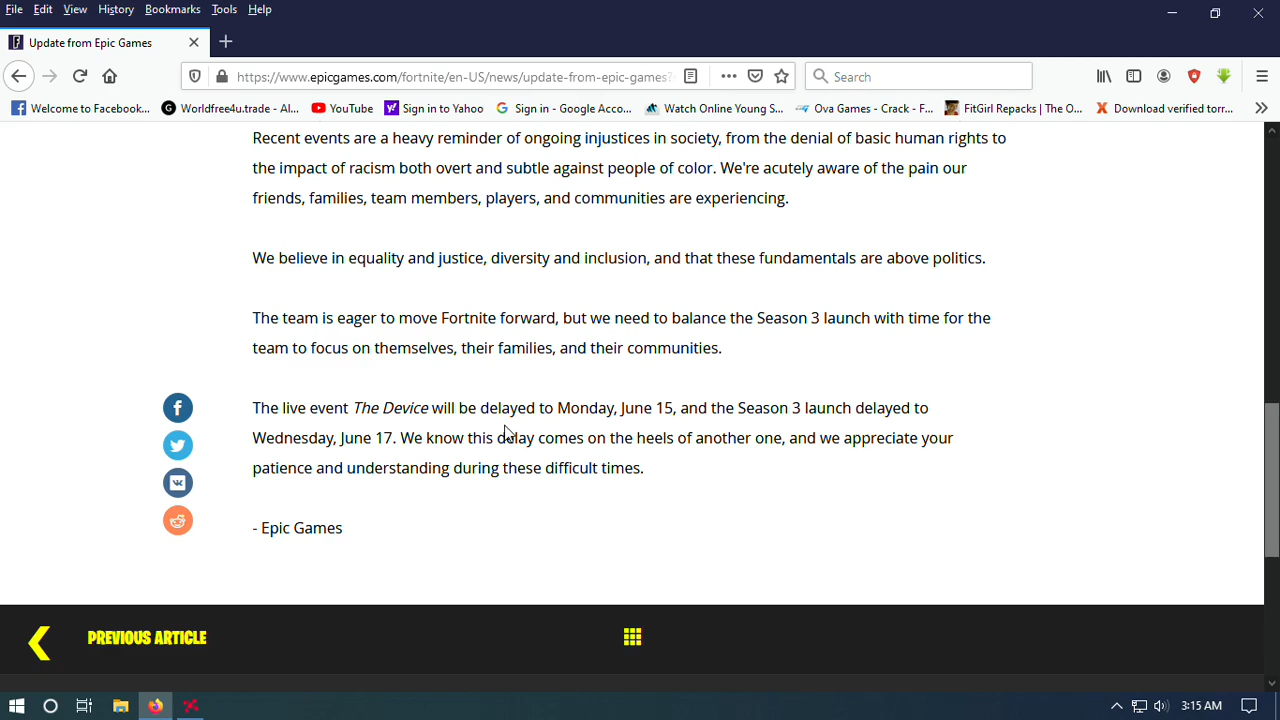 File Edit View History Bookmarks Tools Help
Update from Epic Games
https://www.epicgames.com/fortnite/en-US/news/update-from-epic-games?
Search
Welcome to Facebook... Worldfree4u.trade - Al... YouTube Sign in to Yahoo Sign in - Google Acco... Watch Online Young S... Ova Games - Crack - F... FitGirl Repacks | The O... Download verified torr...
Recent events are a heavy reminder of ongoing injustices in society, from the denial of basic human rights to
the impact of racism both overt and subtle against people of color. We're acutely aware of the pain our
friends, families, team members, players, and communities are experiencing.
We believe in equality and justice, diversity and inclusion, and that these fundamentals are above politics.
The team is eager to move Fortnite forward, but we need to balance the Season 3 launch with time for the
team to focus on themselves, their families, and their communities.
The live event The Device will be delayed to Monday, June 15, and the Season 3 launch delayed to
Wednesday, June 17. We know this delay comes on the heels of another one, and we appreciate your
patience and understanding during these difficult times.
- Epic Games
PREVIOUS ARTICLE
3:15 AM